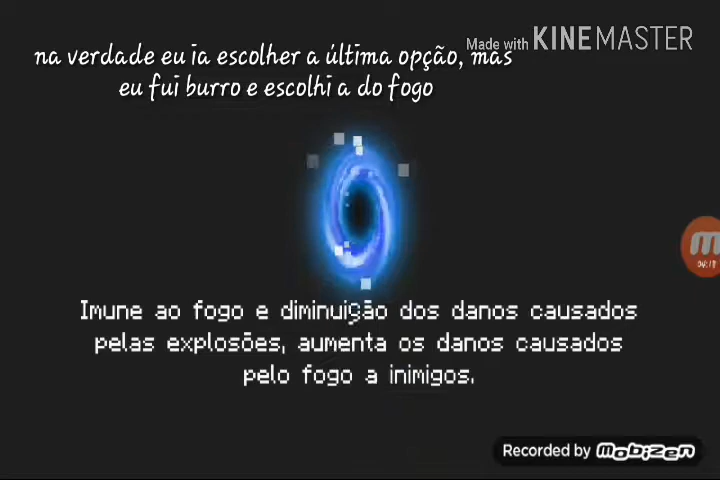 Made with KINEMASTER
na verdade eu ia escolher a última opção, mas
eu fui burro e escolhi a do fogo
Imune ao fogo e diminuição dos danos causados
pelas explosões, aumenta os danos causados
pelo fogo a inimigos.
Recorded by mobizen